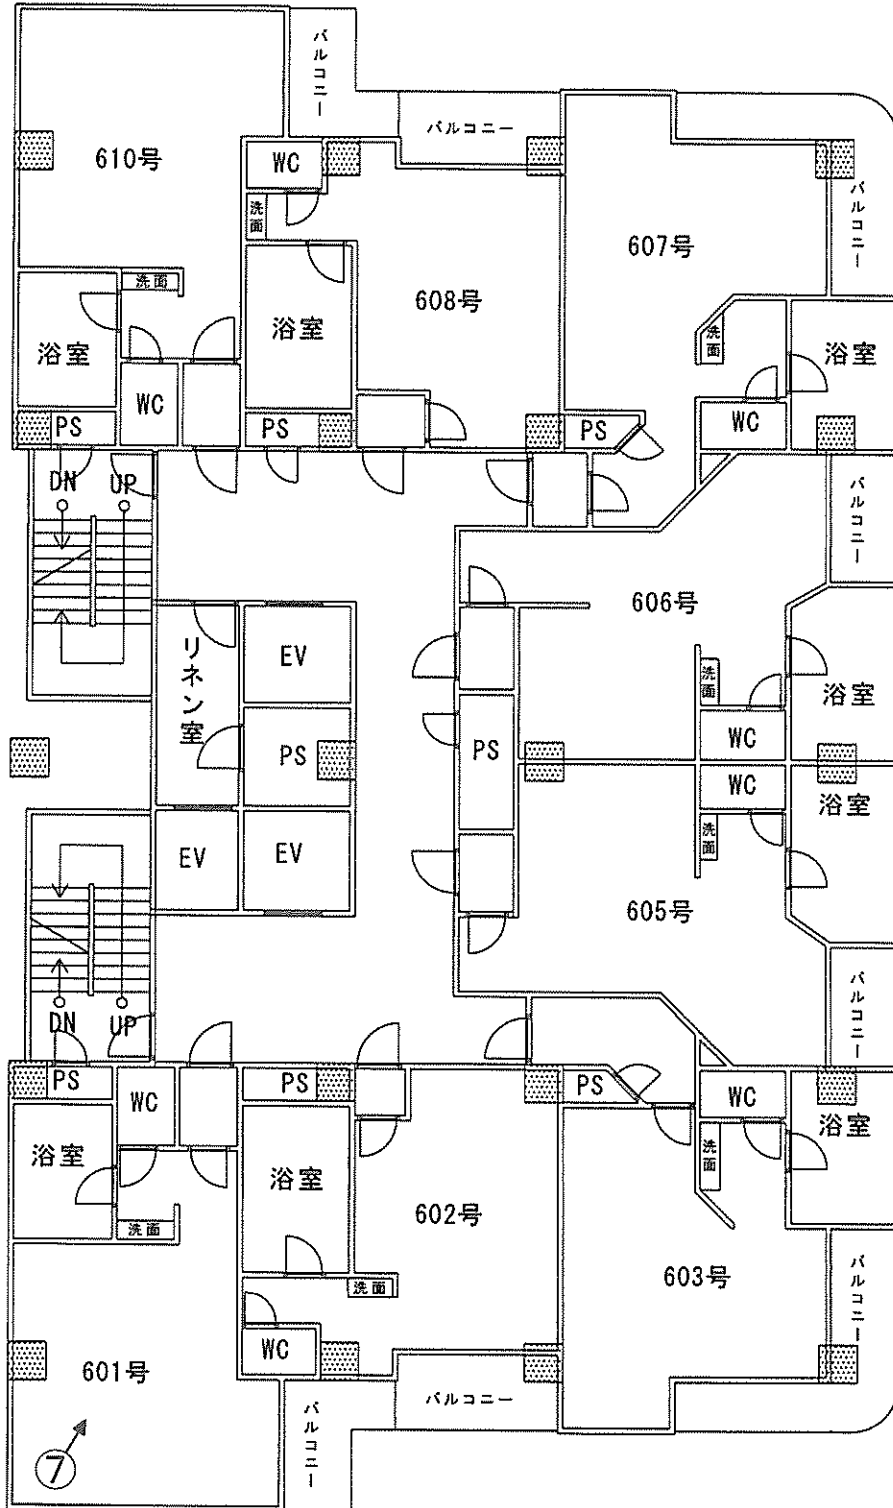 バルコニー
バルコニー
610号
WC
洗面
607号
バルコニー
608号
洗面
浴室
浴室
洗面
浴室
WC
WC
PS
PS
PS
DN
UP
バルコニー
606号
リネン室
EV
洗面
浴室
PS
PS
WC
WC
浴室
洗面
EV
EV
605号
バルコニー
DN
UP
PS
WC
PS
PS
WC
浴室
浴室
浴室
洗面
602号
洗面
603号
洗面
バルコニー
WC
601号
バルコニー
バルコニー
⑦